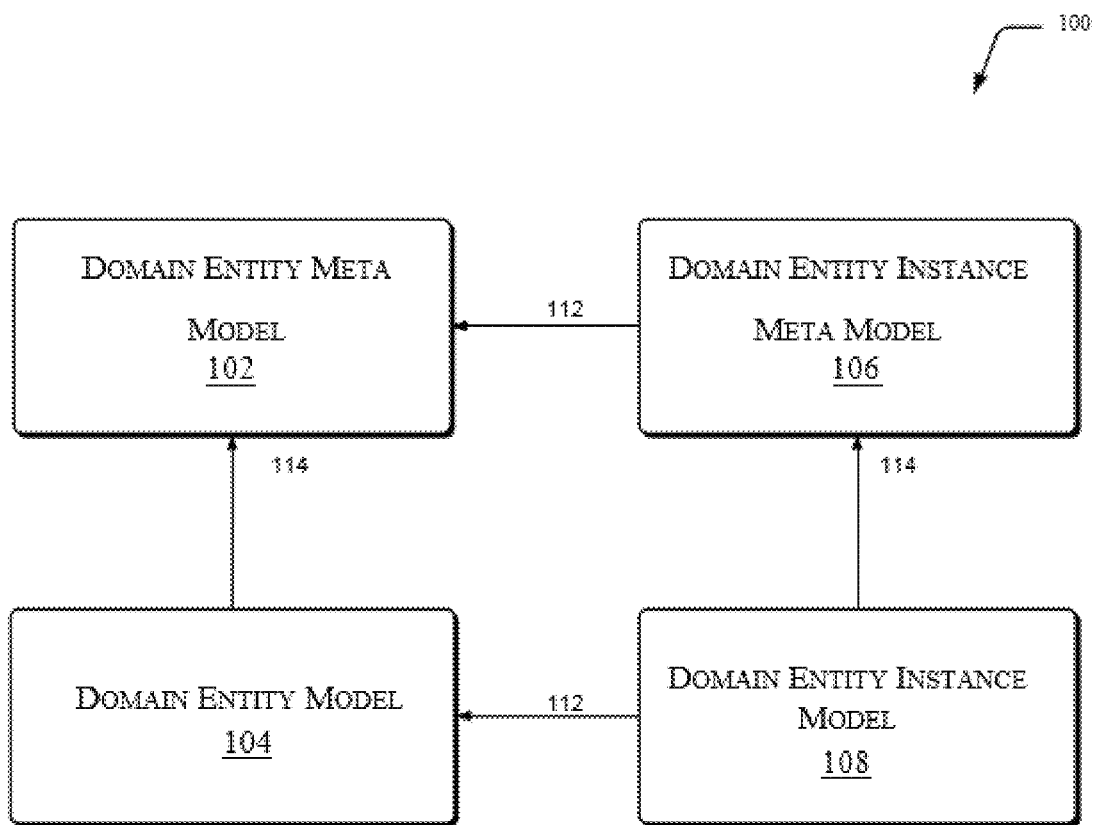 100
DOMAIN ENTITY META
MODEL
102
112
DOMAIN ENTITY INSTANCE
META MODEL
106
114
114
DOMAIN ENTITY MODEL
104
112
DOMAIN ENTITY INSTANCE
MODEL
108